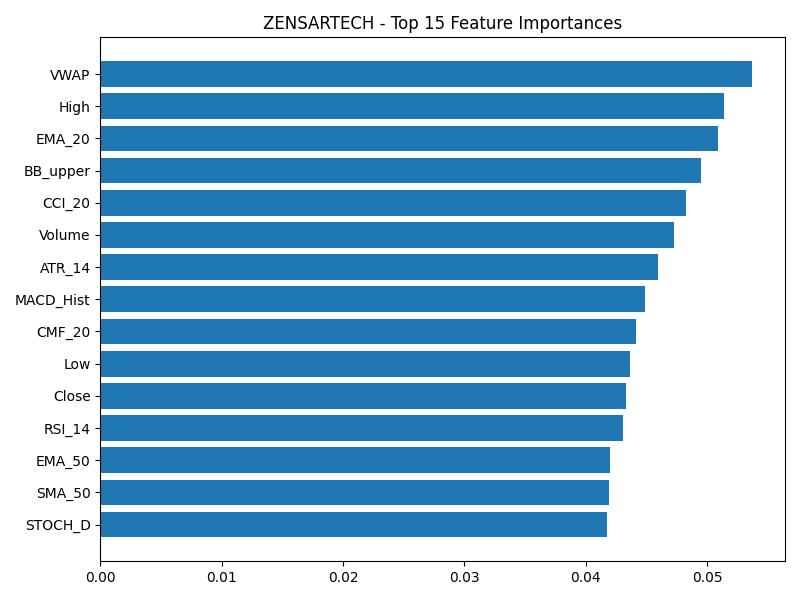 ZENSARTECH - Top 15 Feature Importances
VWAP
High
EMA_20
BB_upper
CCI_20
Volume
ATR_14
MACD_Hist
CMF_20
Low
Close
RSI_14
EMA_50
SMA_50
STOCH_D
0.00 0.01 0.02 0.03 0.04 0.05